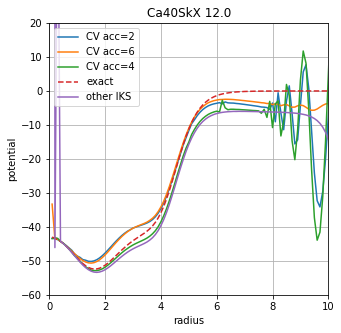 Ca40SkX 12.0
20
10
0
−10
−20
−30
−40
−50
−60
potential
CV acc=2
CV acc=6
CV acc=4
exact
other IKS
0 2 4 6 8 10
radius